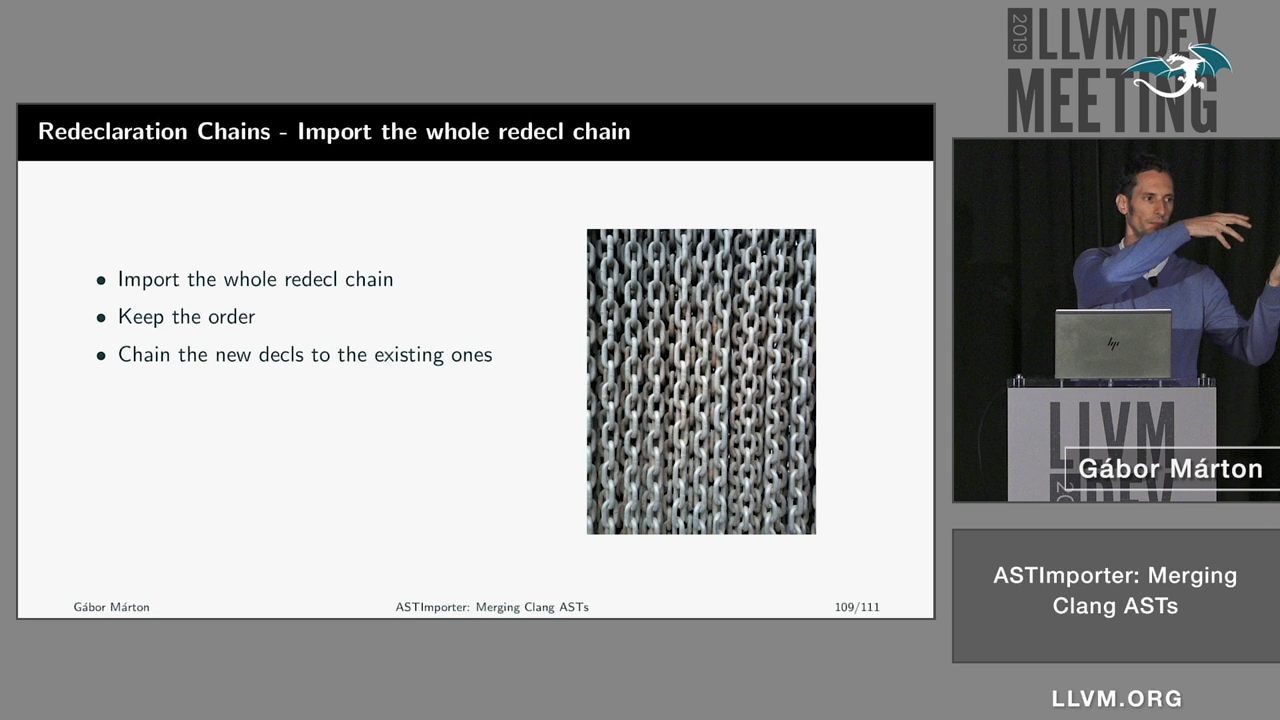 2019
LLVM DEV
MEETING
Redeclaration Chains - Import the whole redecl chain
• Import the whole redecl chain
• Keep the order
• Chain the new decls to the existing ones
Gábor Márton
ASTImporter: Merging Clang ASTs
109/111
hp
LLVM
Gábor Márton
ASTImporter: Merging
Clang ASTs
LLVM.ORG